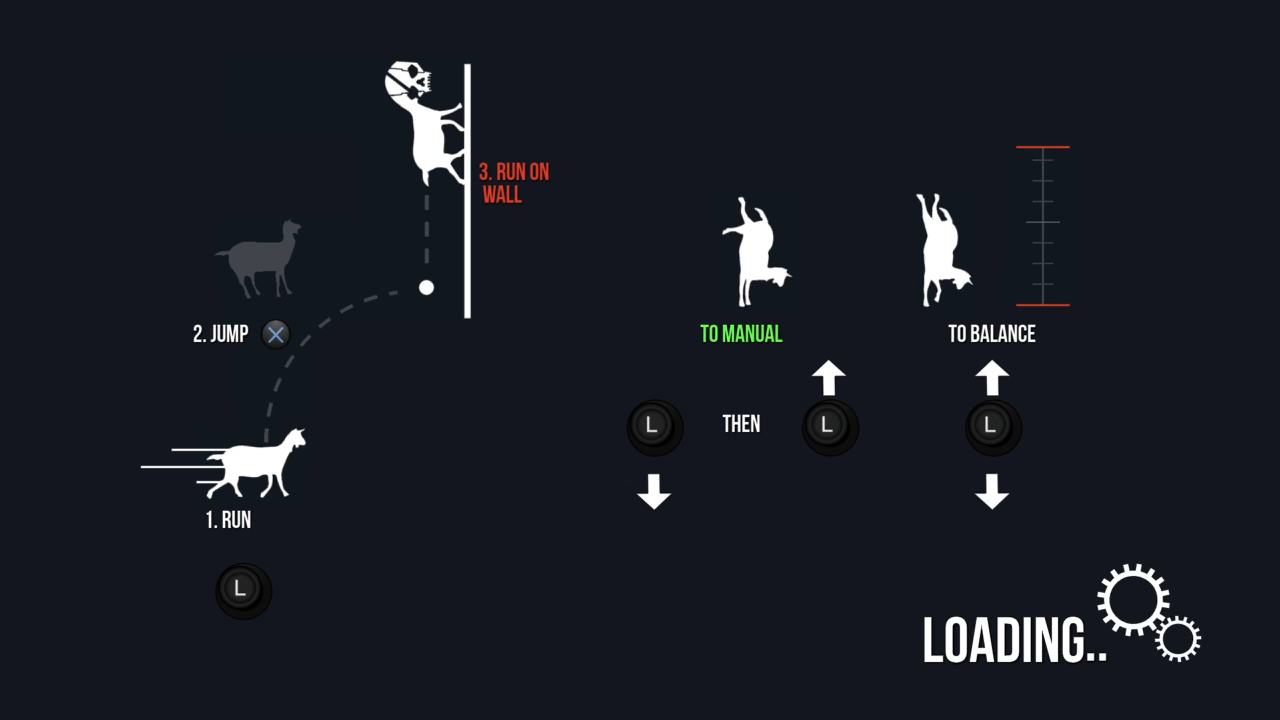 3. RUN ON
WALL
2. JUMP
1. RUN
L
TO MANUAL
L
THEN
L
TO BALANCE
L
LOADING..